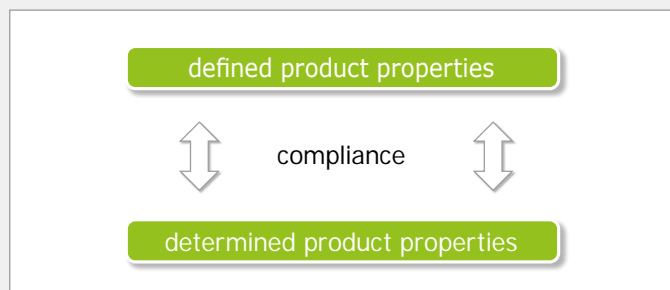 defined product properties
compliance
determined product properties